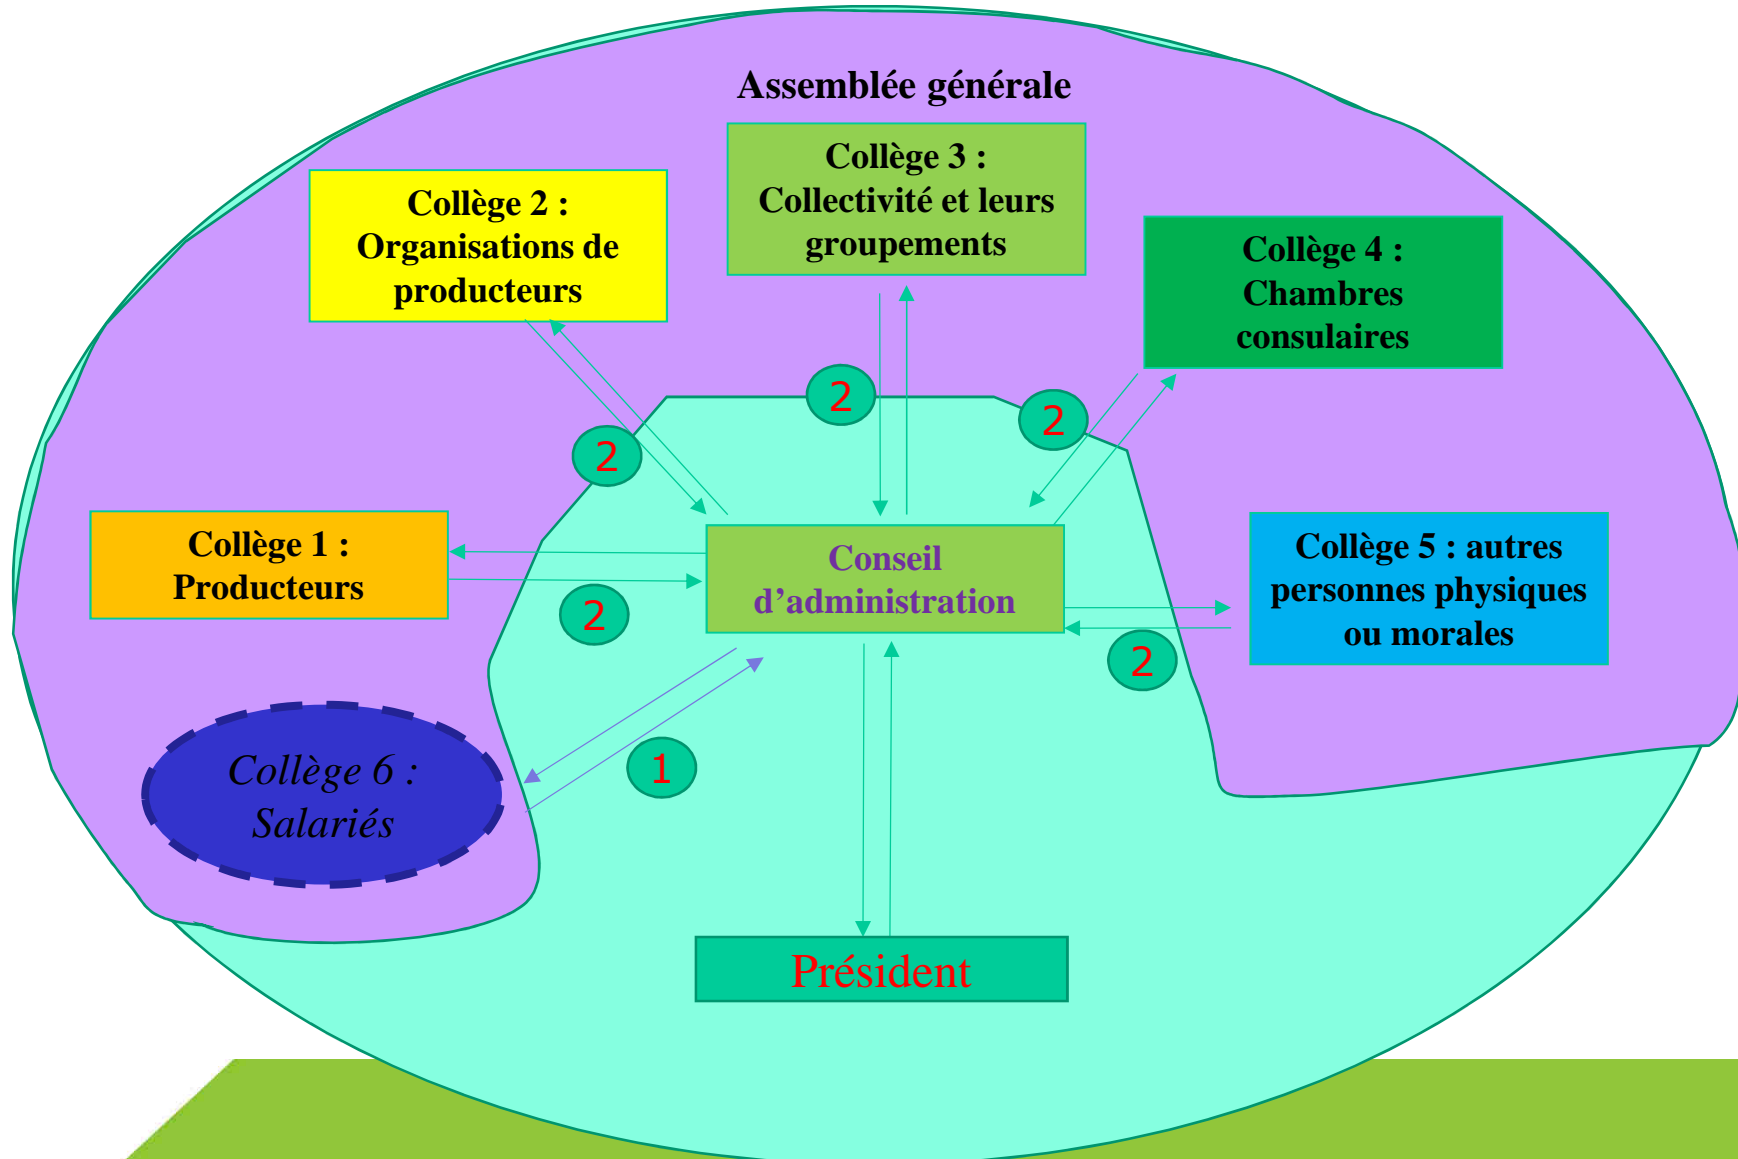 Assemblée générale
Collège 3 :
Collectivité et leurs
groupements
Collège 2 :
Organisations de
producteurs
Collège 4 :
Chambres
consulaires
2
2
2
Collège 1 :
Producteurs
Conseil
d’administration
Collège 5 : autres
personnes physiques
ou morales
2
2
Collège 6 :
Salariés
1
Président